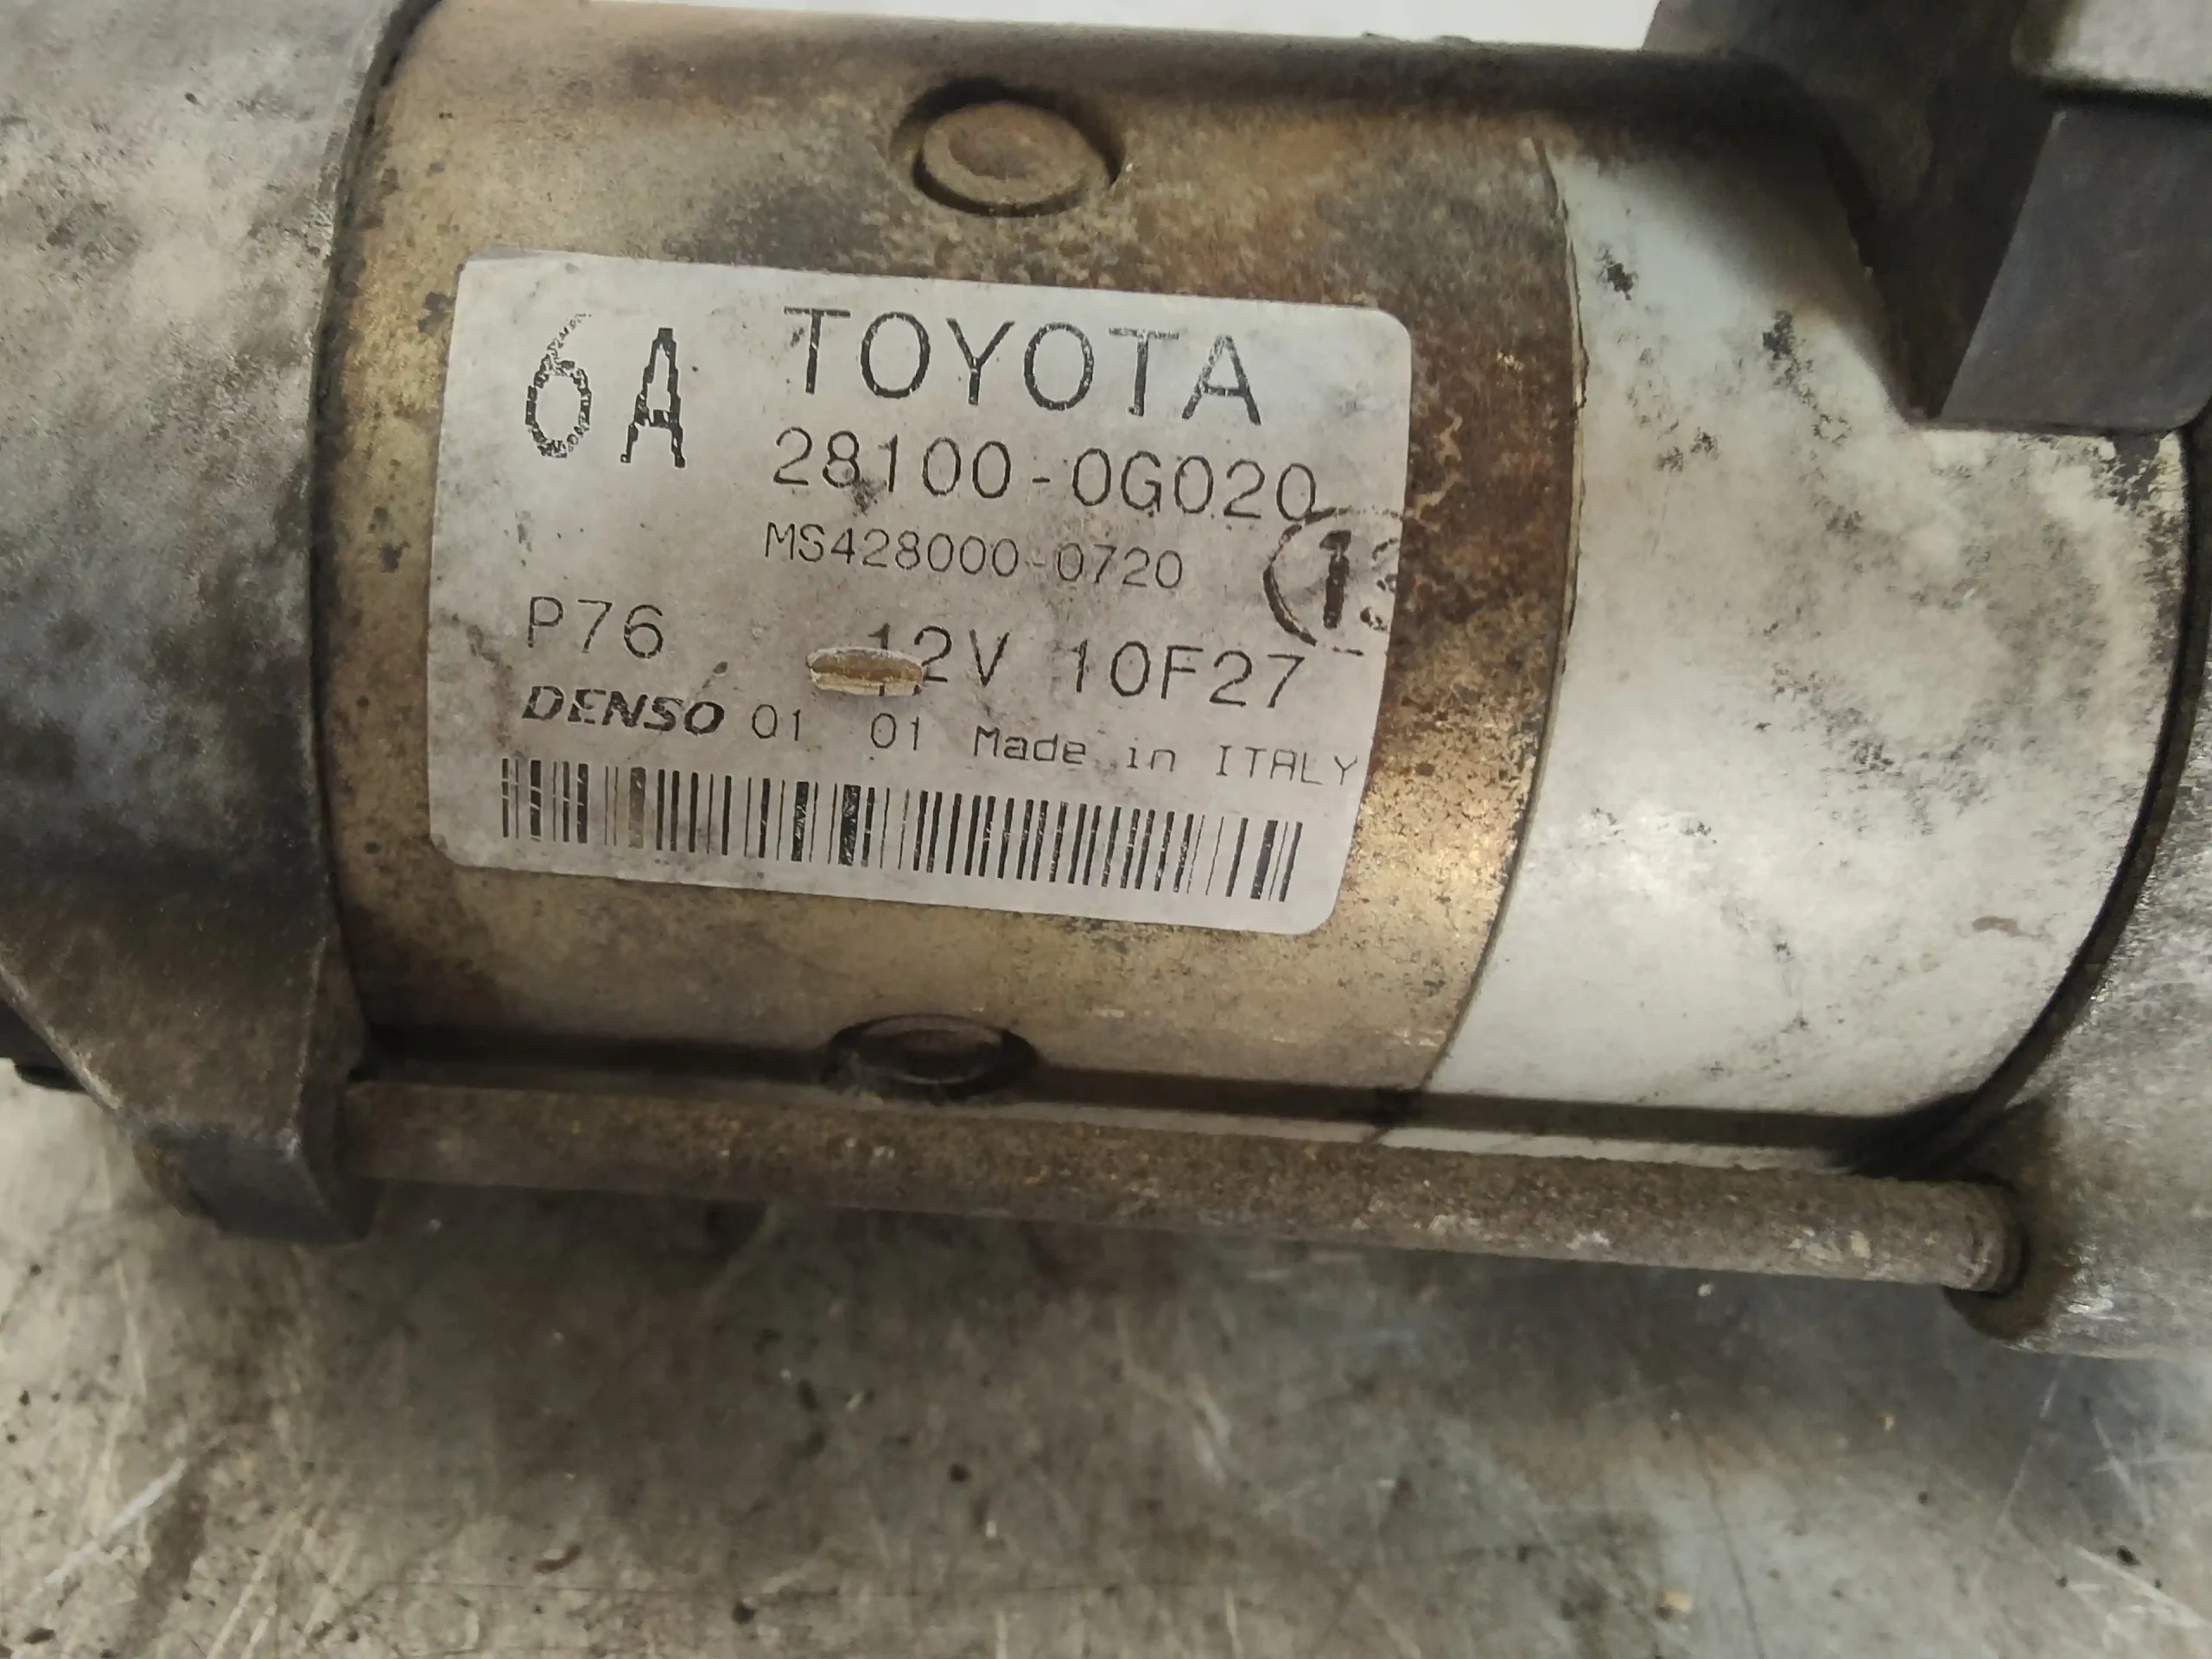 6A TOYOTA
28100-0G020
MS428000-0720
P76 12V 10F27
DENSO 01 01 Made in ITALY